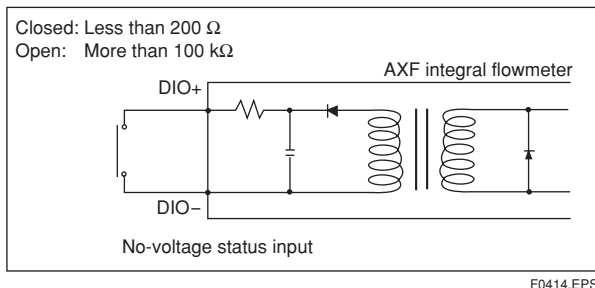 Closed: Less than 200 Ω
Open: More than 100 kΩ
AXF integral flowmeter
DIO+
DIO−
No-voltage status input
F0414.EPS